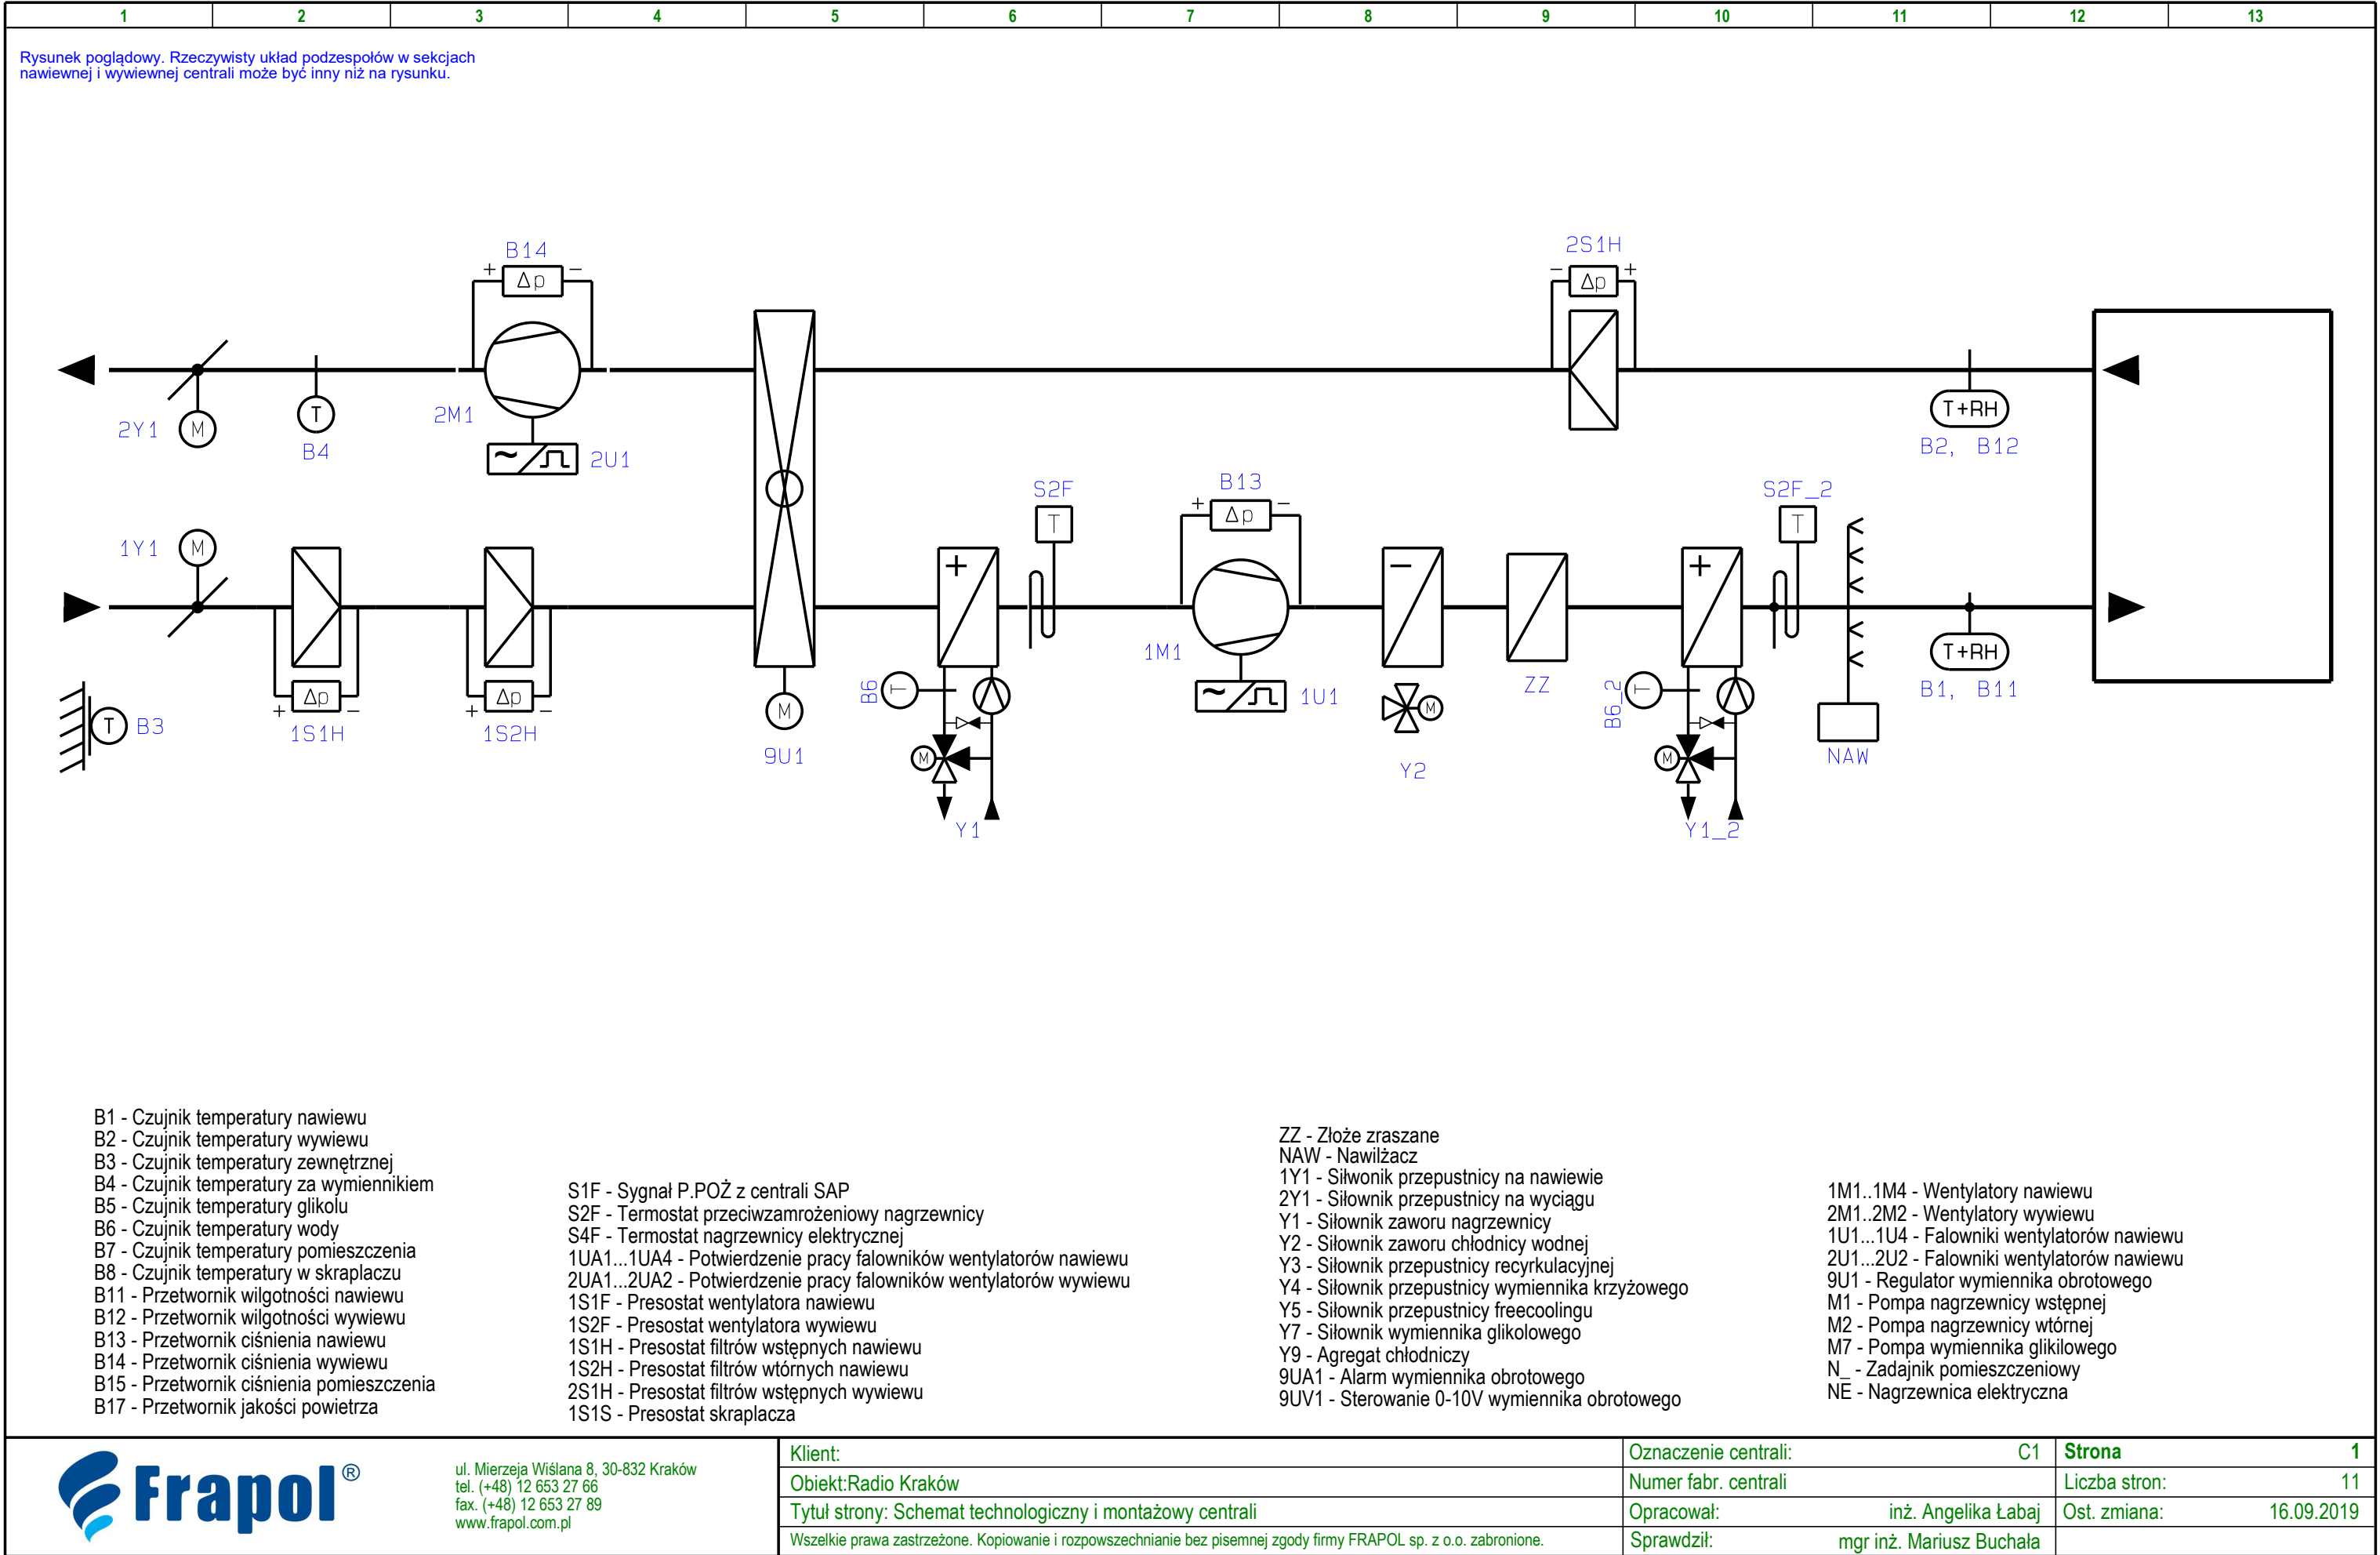 1 2 3 4 5 6 7 8 9 10 11 12 13
Rysunek poglądowy. Rzeczywisty układ podzespołów w sekcjach
nawiewnej i wywiewnej centrali może być inny niż na rysunku.
B14
+ Δp −
2S1H
− Δp +
2Y1
M
T
B4
2M1
2U1
T+RH
B2, B12
1Y1
M
S2F
T
B13
+ Δp −
S2F_2
T
+
−
+
1M1
1U1
ZZ
T+RH
B1, B11
T
B3
+ Δp −
1S1H
+ Δp −
1S2H
M
9U1
B6
T
M
Y1
M
Y2
B6_2
T
M
Y1_2
NAW
B1 - Czujnik temperatury nawiewu
B2 - Czujnik temperatury wywiewu
B3 - Czujnik temperatury zewnętrznej
B4 - Czujnik temperatury za wymiennikiem
B5 - Czujnik temperatury glikolu
B6 - Czujnik temperatury wody
B7 - Czujnik temperatury pomieszczenia
B8 - Czujnik temperatury w skraplaczu
B11 - Przetwornik wilgotności nawiewu
B12 - Przetwornik wilgotności wywiewu
B13 - Przetwornik ciśnienia nawiewu
B14 - Przetwornik ciśnienia wywiewu
B15 - Przetwornik ciśnienia pomieszczenia
B17 - Przetwornik jakości powietrza
S1F - Sygnał P.POŻ z centrali SAP
S2F - Termostat przeciwzamrożeniowy nagrzewnicy
S4F - Termostat nagrzewnicy elektrycznej
1UA1...1UA4 - Potwierdzenie pracy falowników wentylatorów nawiewu
2UA1...2UA2 - Potwierdzenie pracy falowników wentylatorów wywiewu
1S1F - Presostat wentylatora nawiewu
1S2F - Presostat wentylatora wywiewu
1S1H - Presostat filtrów wstępnych nawiewu
1S2H - Presostat filtrów wtórnych nawiewu
2S1H - Presostat filtrów wstępnych wywiewu
1S1S - Presostat skraplacza
ZZ - Złoże zraszane
NAW - Nawilżacz
1Y1 - Siłwonik przepustnicy na nawiewie
2Y1 - Siłownik przepustnicy na wyciągu
Y1 - Siłownik zaworu nagrzewnicy
Y2 - Siłownik zaworu chłodnicy wodnej
Y3 - Siłownik przepustnicy recyrkulacyjnej
Y4 - Siłownik przepustnicy wymiennika krzyżowego
Y5 - Siłownik przepustnicy freecoolingu
Y7 - Siłownik wymiennika glikolowego
Y9 - Agregat chłodniczy
9UA1 - Alarm wymiennika obrotowego
9UV1 - Sterowanie 0-10V wymiennika obrotowego
1M1..1M4 - Wentylatory nawiewu
2M1..2M2 - Wentylatory wywiewu
1U1...1U4 - Falowniki wentylatorów nawiewu
2U1...2U2 - Falowniki wentylatorów nawiewu
9U1 - Regulator wymiennika obrotowego
M1 - Pompa nagrzewnicy wstępnej
M2 - Pompa nagrzewnicy wtórnej
M7 - Pompa wymiennika glikilowego
N_ - Zadajnik pomieszczeniowy
NE - Nagrzewnica elektryczna
Frapol®
ul. Mierzeja Wiślana 8, 30-832 Kraków
tel. (+48) 12 653 27 66
fax. (+48) 12 653 27 89
www.frapol.com.pl
Klient:
Obiekt:Radio Kraków
Tytuł strony: Schemat technologiczny i montażowy centrali
Wszelkie prawa zastrzeżone. Kopiowanie i rozpowszechnianie bez pisemnej zgody firmy FRAPOL sp. z o.o. zabronione.
Oznaczenie centrali: C1
Numer fabr. centrali
Opracował: inż. Angelika Łabaj
Sprawdził: mgr inż. Mariusz Buchała
Strona 1
Liczba stron: 11
Ost. zmiana: 16.09.2019